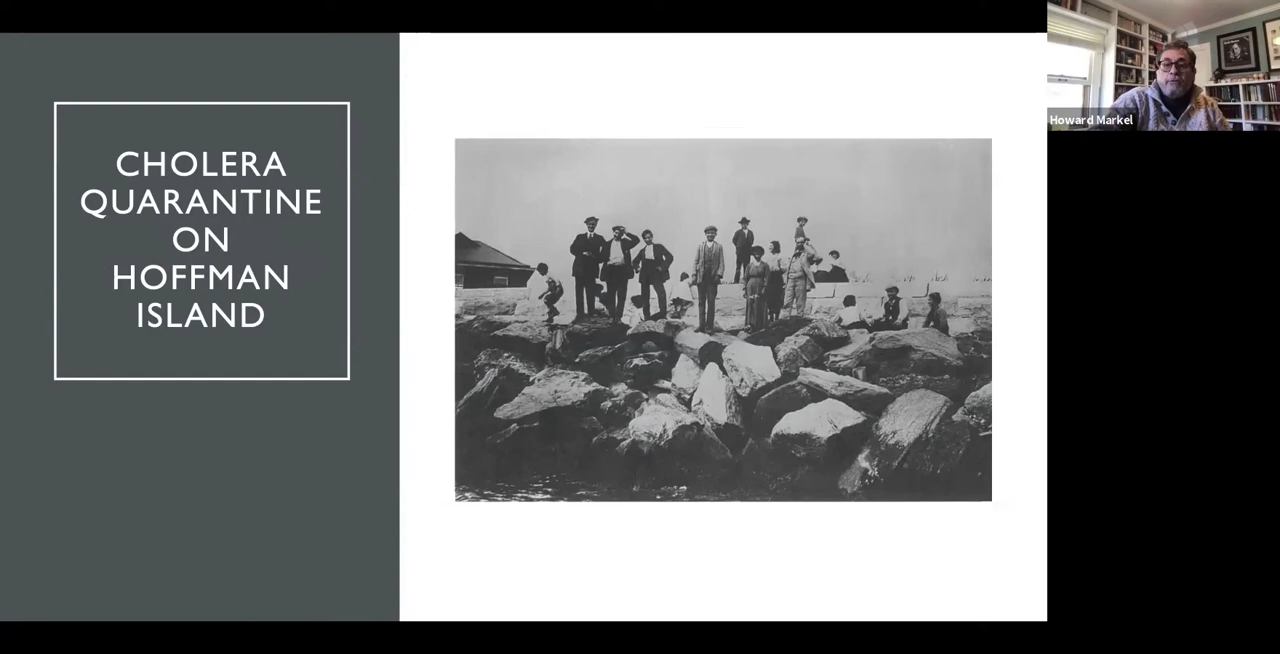 CHOLERA
QUARANTINE
ON
HOFFMAN
ISLAND
Howard Markel